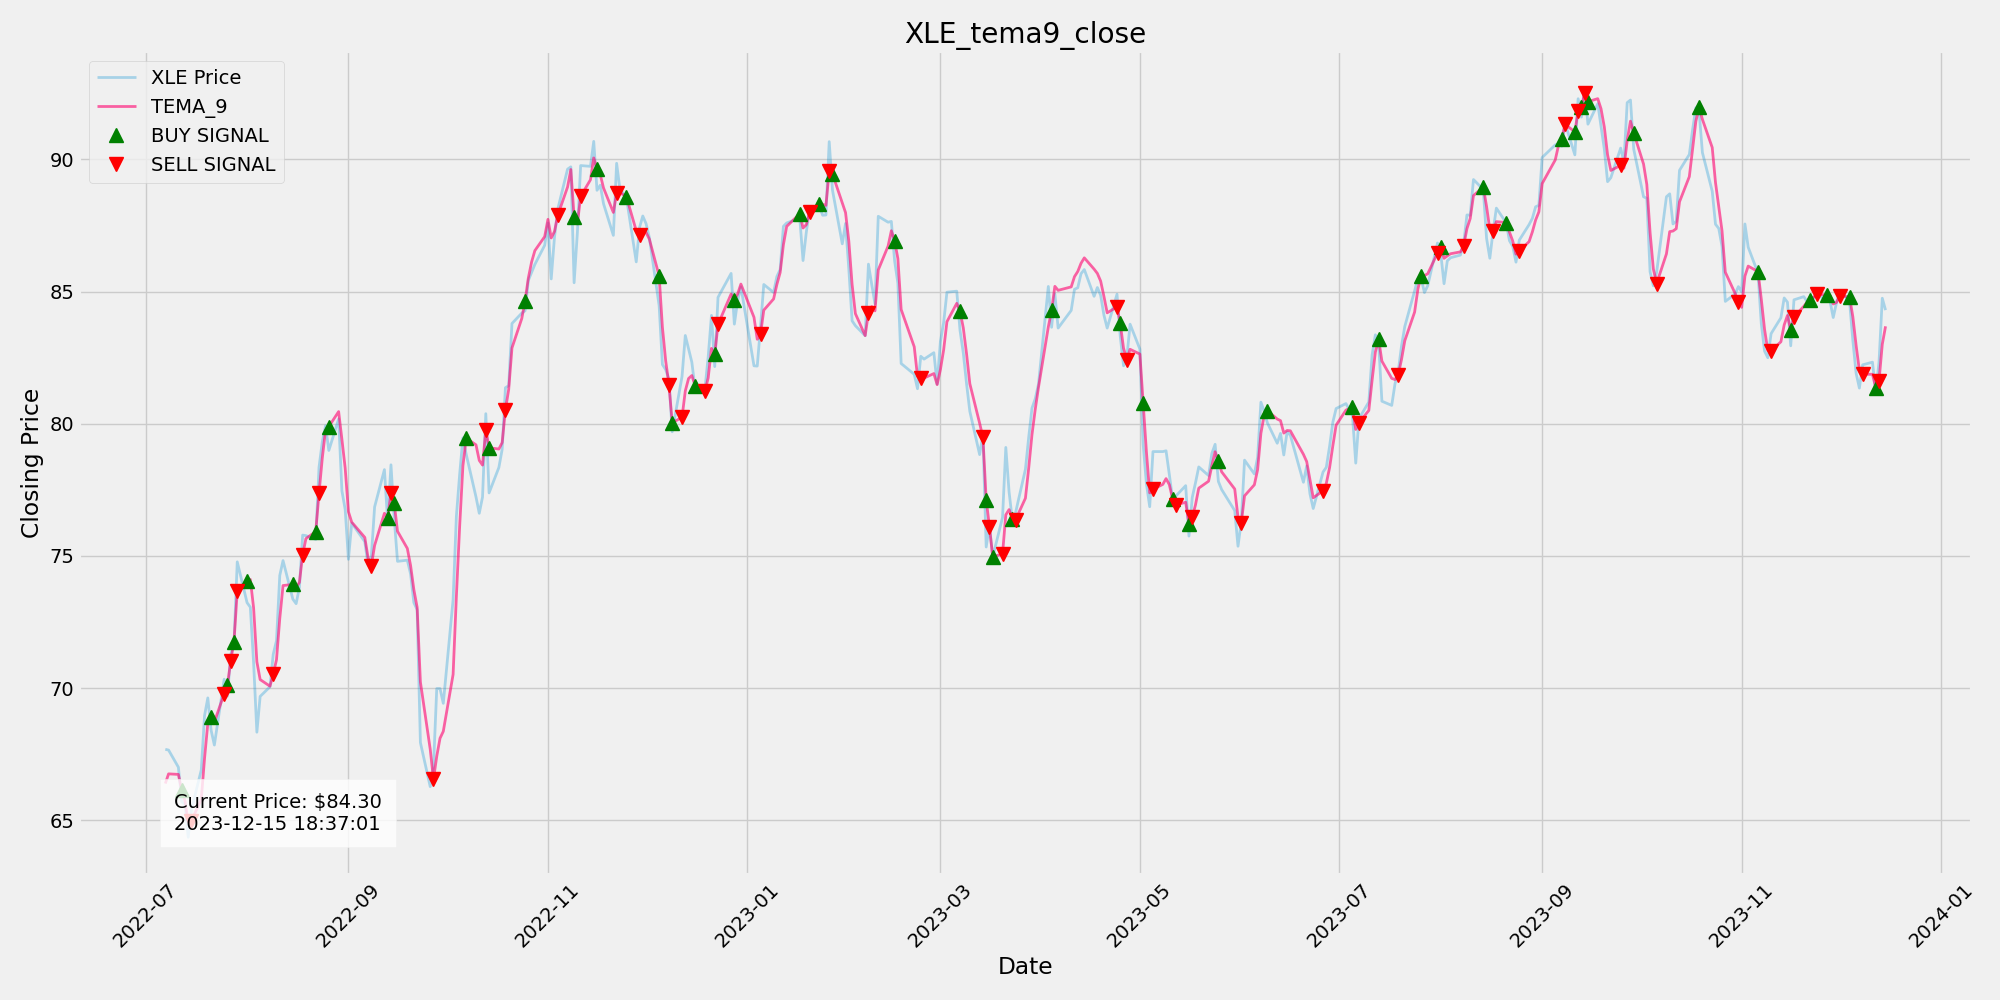 XLE_tema9_close
XLE Price
TEMA_9
BUY SIGNAL
SELL SIGNAL
Closing Price
90
85
80
75
70
65
Current Price: $84.30
2023-12-15 18:37:01
2022-07
2022-09
2022-11
2023-01
2023-03
2023-05
2023-07
2023-09
2023-11
2024-01
Date